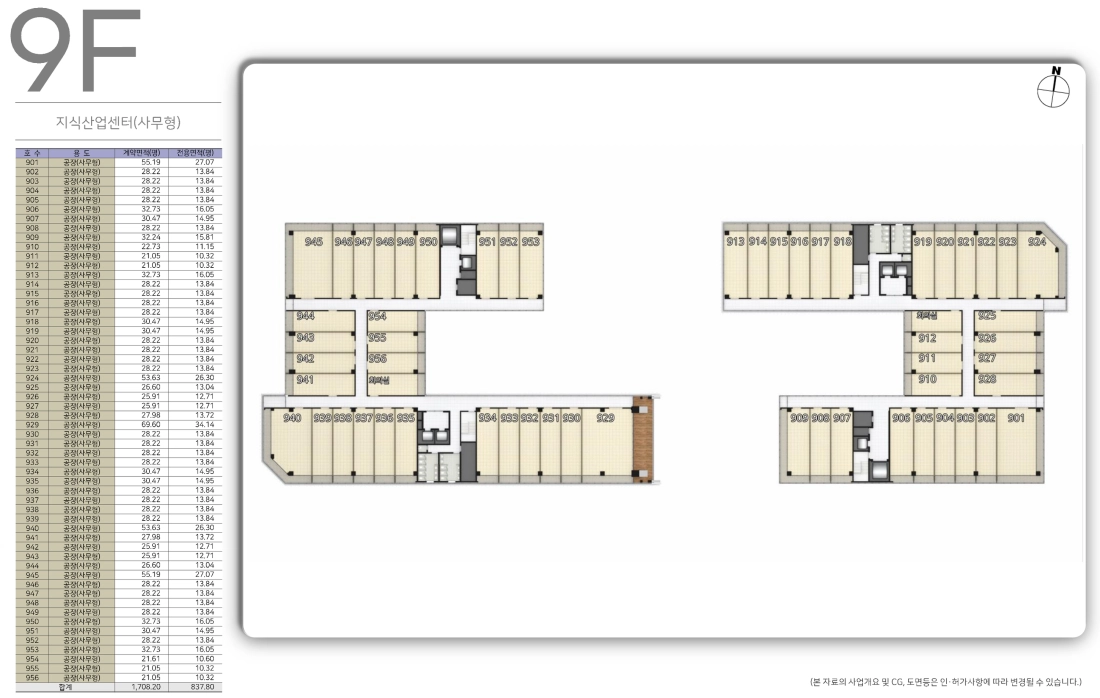 9F
지식산업센터(사무형)
호 수 용 도 계약면적(평) 전용면적(평)
901 공장(사무형) 55.19 27.07
902 공장(사무형) 28.22 13.84
903 공장(사무형) 28.22 13.84
904 공장(사무형) 28.22 13.84
905 공장(사무형) 28.22 13.84
906 공장(사무형) 32.73 16.05
907 공장(사무형) 30.47 14.95
908 공장(사무형) 28.22 13.84
909 공장(사무형) 32.24 15.81
910 공장(사무형) 22.73 11.15
911 공장(사무형) 21.05 10.32
912 공장(사무형) 21.05 10.32
913 공장(사무형) 32.73 16.05
914 공장(사무형) 28.22 13.84
915 공장(사무형) 28.22 13.84
916 공장(사무형) 28.22 13.84
917 공장(사무형) 28.22 13.84
918 공장(사무형) 30.47 14.95
919 공장(사무형) 30.47 14.95
920 공장(사무형) 28.22 13.84
921 공장(사무형) 28.22 13.84
922 공장(사무형) 28.22 13.84
923 공장(사무형) 28.22 13.84
924 공장(사무형) 53.63 26.30
925 공장(사무형) 26.60 13.04
926 공장(사무형) 25.91 12.71
927 공장(사무형) 25.91 12.71
928 공장(사무형) 27.98 13.72
929 공장(사무형) 69.60 34.14
930 공장(사무형) 28.22 13.84
931 공장(사무형) 28.22 13.84
932 공장(사무형) 28.22 13.84
933 공장(사무형) 28.22 13.84
934 공장(사무형) 30.47 14.95
935 공장(사무형) 30.47 14.95
936 공장(사무형) 28.22 13.84
937 공장(사무형) 28.22 13.84
938 공장(사무형) 28.22 13.84
939 공장(사무형) 28.22 13.84
940 공장(사무형) 53.63 26.30
941 공장(사무형) 27.98 13.72
942 공장(사무형) 25.91 12.71
943 공장(사무형) 25.91 12.71
944 공장(사무형) 26.60 13.04
945 공장(사무형) 55.19 27.07
946 공장(사무형) 28.22 13.84
947 공장(사무형) 28.22 13.84
948 공장(사무형) 28.22 13.84
949 공장(사무형) 28.22 13.84
950 공장(사무형) 32.73 16.05
951 공장(사무형) 30.47 14.95
952 공장(사무형) 28.22 13.84
953 공장(사무형) 32.73 16.05
954 공장(사무형) 21.61 10.60
955 공장(사무형) 21.05 10.32
956 공장(사무형) 21.05 10.32
합계 1,708.20 837.80
N
945 946 947 948 949 950 951 952 953
944 954
943 955
942 956
941
940 939 938 937 936 935 934 933 932 931 930 929
913 914 915 916 917 918 919 920 921 922 923 924
925
912 926
911 927
910 928
909 908 907 906 905 904 903 902 901
(본 자료의 사업개요 및 CG, 도면등은 인·허가사항에 따라 변경될 수 있습니다.)